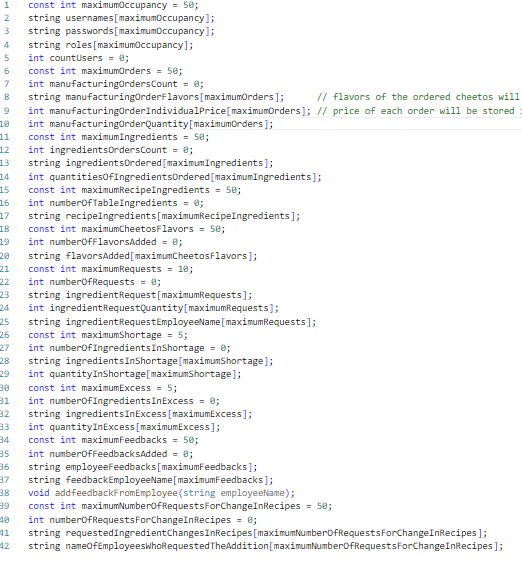 1 const int maximumOccupancy = 50;
2 string usernames[maximumOccupancy];
3 string passwords[maximumOccupancy];
4 string roles[maximumOccupancy];
5 int countUsers = 0;
6 const int maximumOrders = 50;
7 int manufacturingOrdersCount = 0;
8 string manufacturingOrderFlavors[maximumOrders]; // flavors of the ordered cheetos will
9 int manufacturingOrderIndividualPrice[maximumOrders]; // price of each order will be stored i
10 int manufacturingOrderQuantity[maximumOrders];
11 const int maximumIngredients = 50;
12 int ingredientsOrdersCount = 0;
13 string ingredientsOrdered[maximumIngredients];
14 int quantitiesOfIngredientsOrdered[maximumIngredients];
15 const int maximumRecipeIngredients = 50;
16 int numberOfTableIngredients = 0;
17 string recipeIngredients[maximumRecipeIngredients];
18 const int maximumCheetosFlavors = 50;
19 int numberOfFlavorsAdded = 0;
20 string flavorsAdded[maximumCheetosFlavors];
21 const int maximumRequests = 10;
22 int numberOfRequests = 0;
23 string ingredientRequest[maximumRequests];
24 int ingredientRequestQuantity[maximumRequests];
25 string ingredientRequestEmployeeName[maximumRequests];
26 const int maximumShortage = 5;
27 int numberOfIngredientsInShortage = 0;
28 string ingredientsInShortage[maximumShortage];
29 int quantityInShortage[maximumShortage];
30 const int maximumExcess = 5;
31 int numberOfIngredientsInExcess = 0;
32 string ingredientsInExcess[maximumExcess];
33 int quantityInExcess[maximumExcess];
34 const int maximumFeedbacks = 50;
35 int numberOfFeedbacksAdded = 0;
36 string employeeFeedbacks[maximumFeedbacks];
37 string feedbackEmployeeName[maximumFeedbacks];
38 void addfeedbackFromEmployee(string employeeName);
39 const int maximumNumberOfRequestsForChangeInRecipes = 50;
40 int numberOfRequestsForChangeInRecipes = 0;
41 string requestedIngredientChangesInRecipes[maximumNumberOfRequestsForChangeInRecipes];
42 string nameOfEmployeesWhoRequestedTheAddition[maximumNumberOfRequestsForChangeInRecipes];